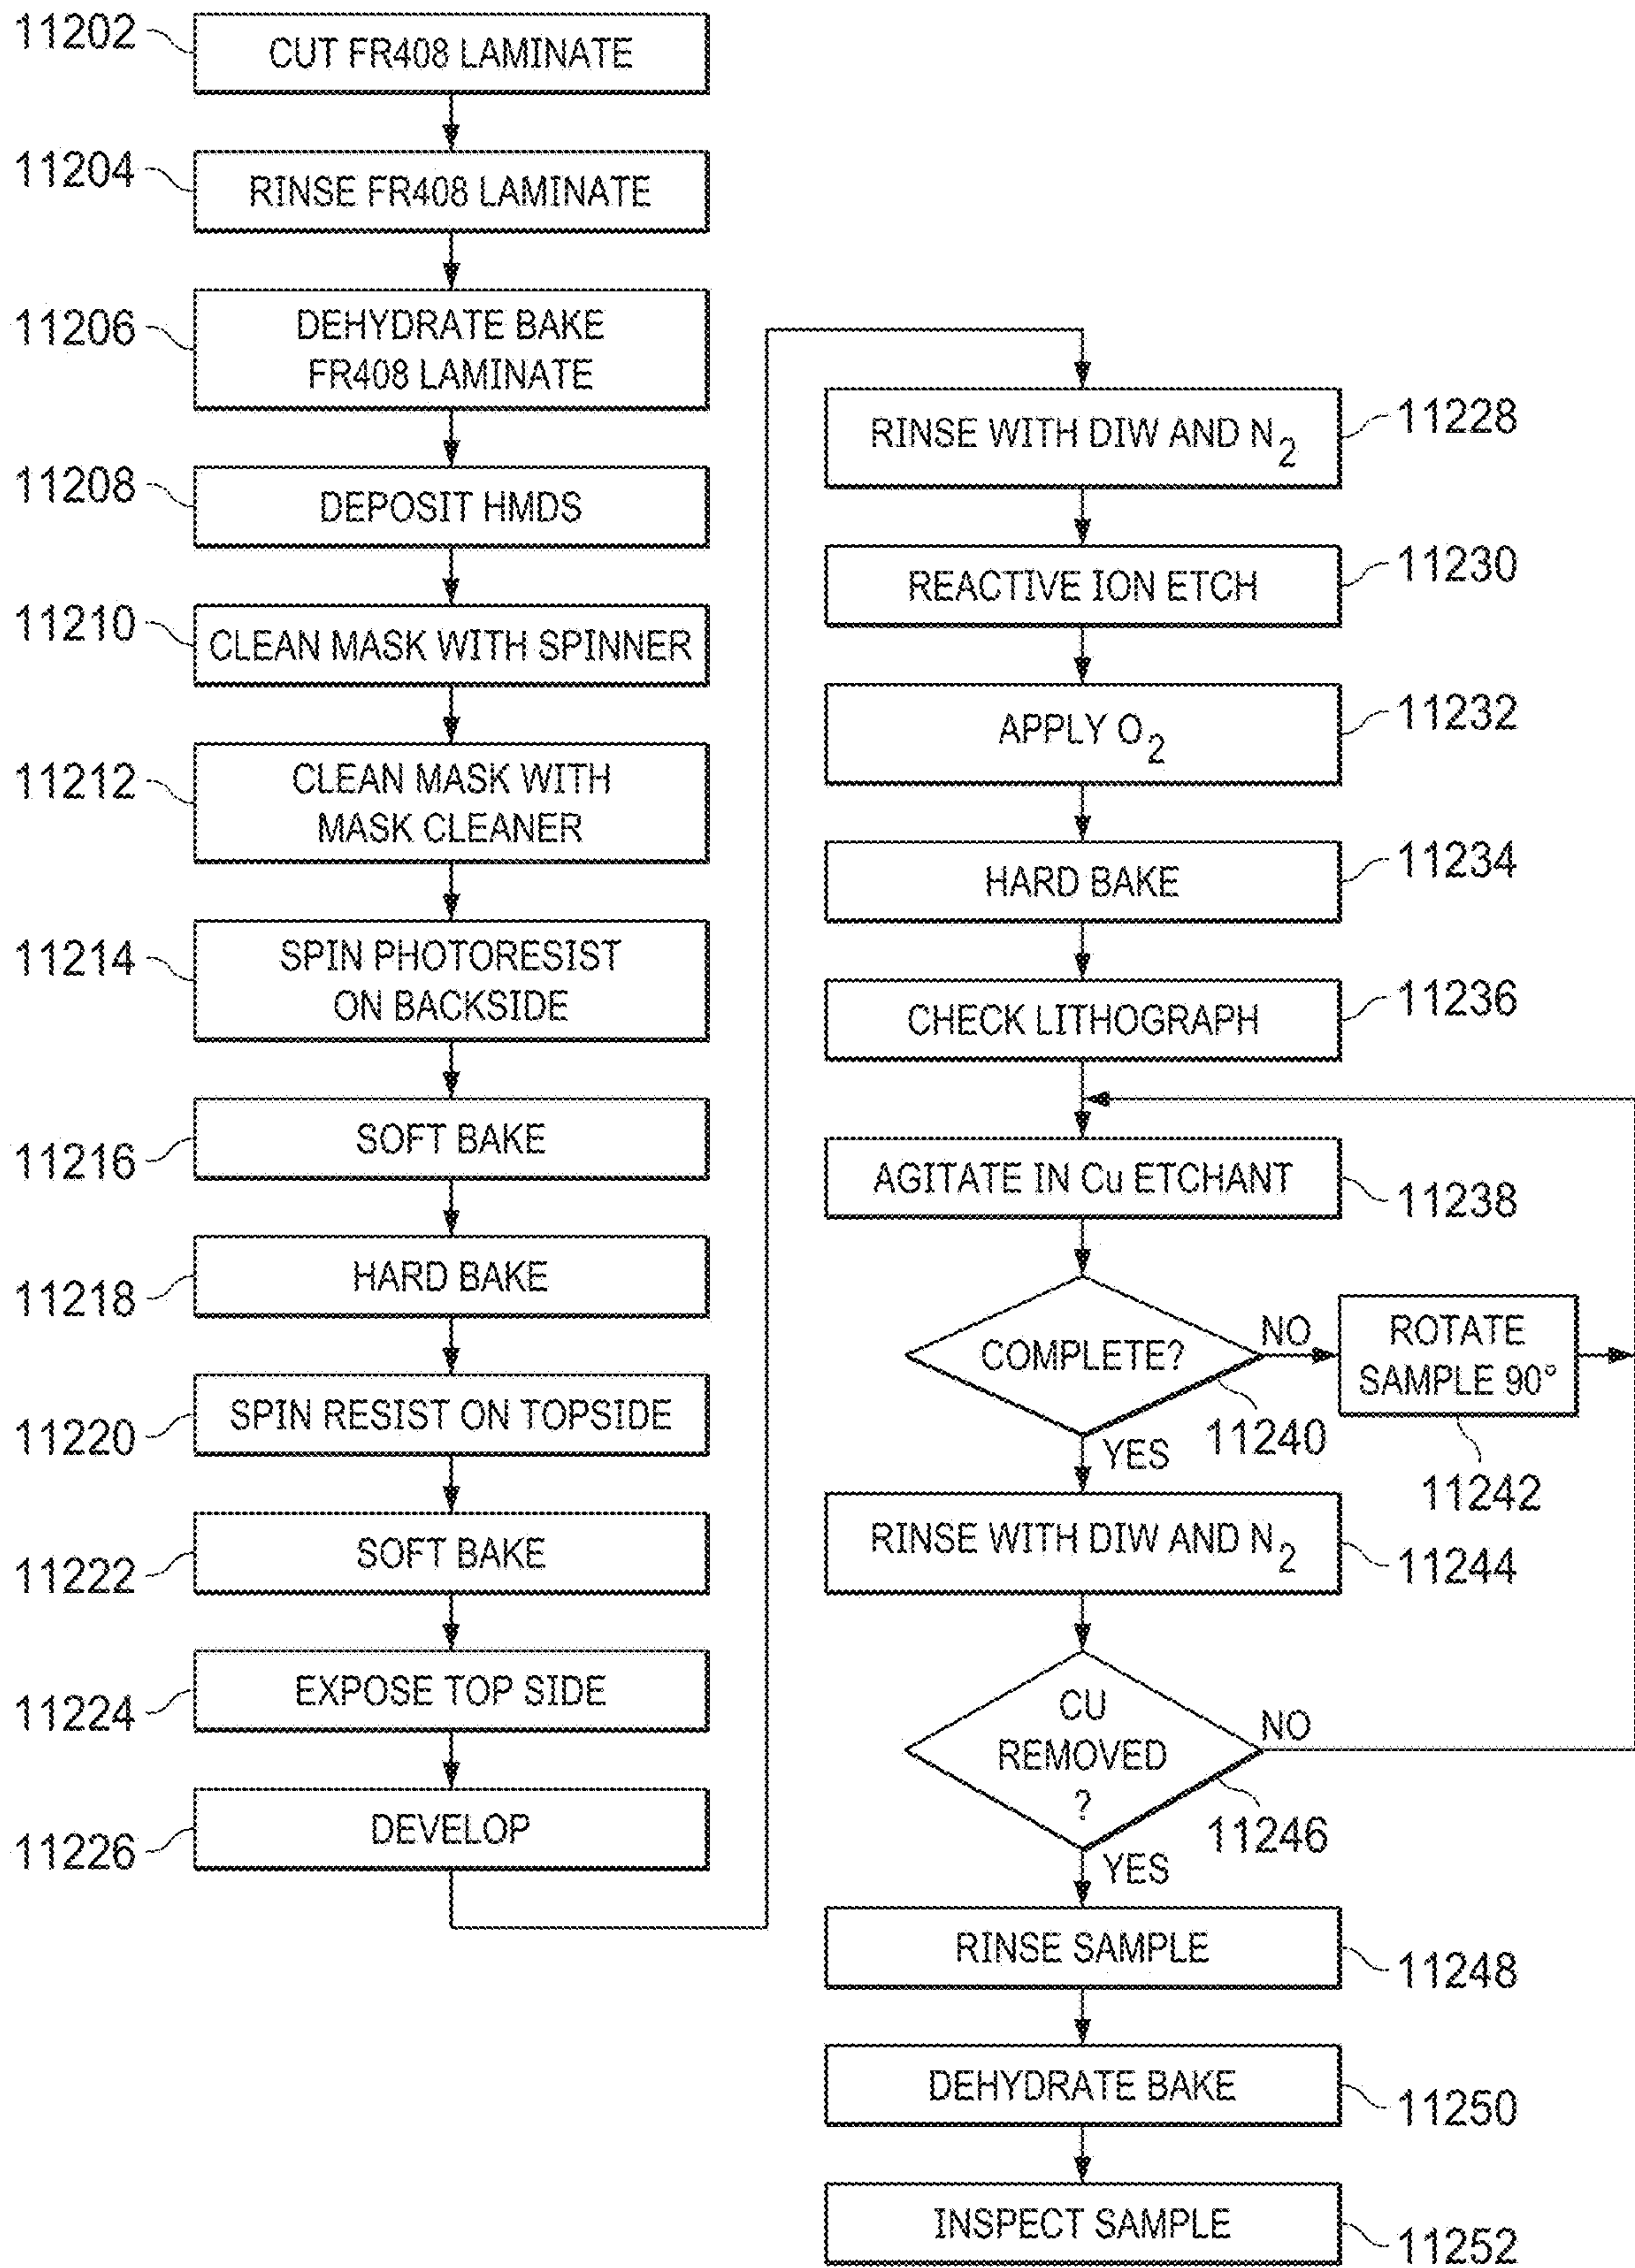 11202
CUT FR408 LAMINATE
11204
RINSE FR408 LAMINATE
11206
DEHYDRATE BAKE
FR408 LAMINATE
11208
DEPOSIT HMDS
11210
CLEAN MASK WITH SPINNER
11212
CLEAN MASK WITH
MASK CLEANER
11214
SPIN PHOTORESIST
ON BACKSIDE
11216
SOFT BAKE
11218
HARD BAKE
11220
SPIN RESIST ON TOPSIDE
11222
SOFT BAKE
11224
EXPOSE TOP SIDE
11226
DEVELOP
RINSE WITH DIW AND N2
11228
REACTIVE ION ETCH
11230
APPLY O2
11232
HARD BAKE
11234
CHECK LITHOGRAPH
11236
AGITATE IN Cu ETCHANT
11238
COMPLETE?
11240
NO
ROTATE
SAMPLE 90°
11242
YES
RINSE WITH DIW AND N2
11244
CU
REMOVED
?
11246
NO
YES
RINSE SAMPLE
11248
DEHYDRATE BAKE
11250
INSPECT SAMPLE
11252